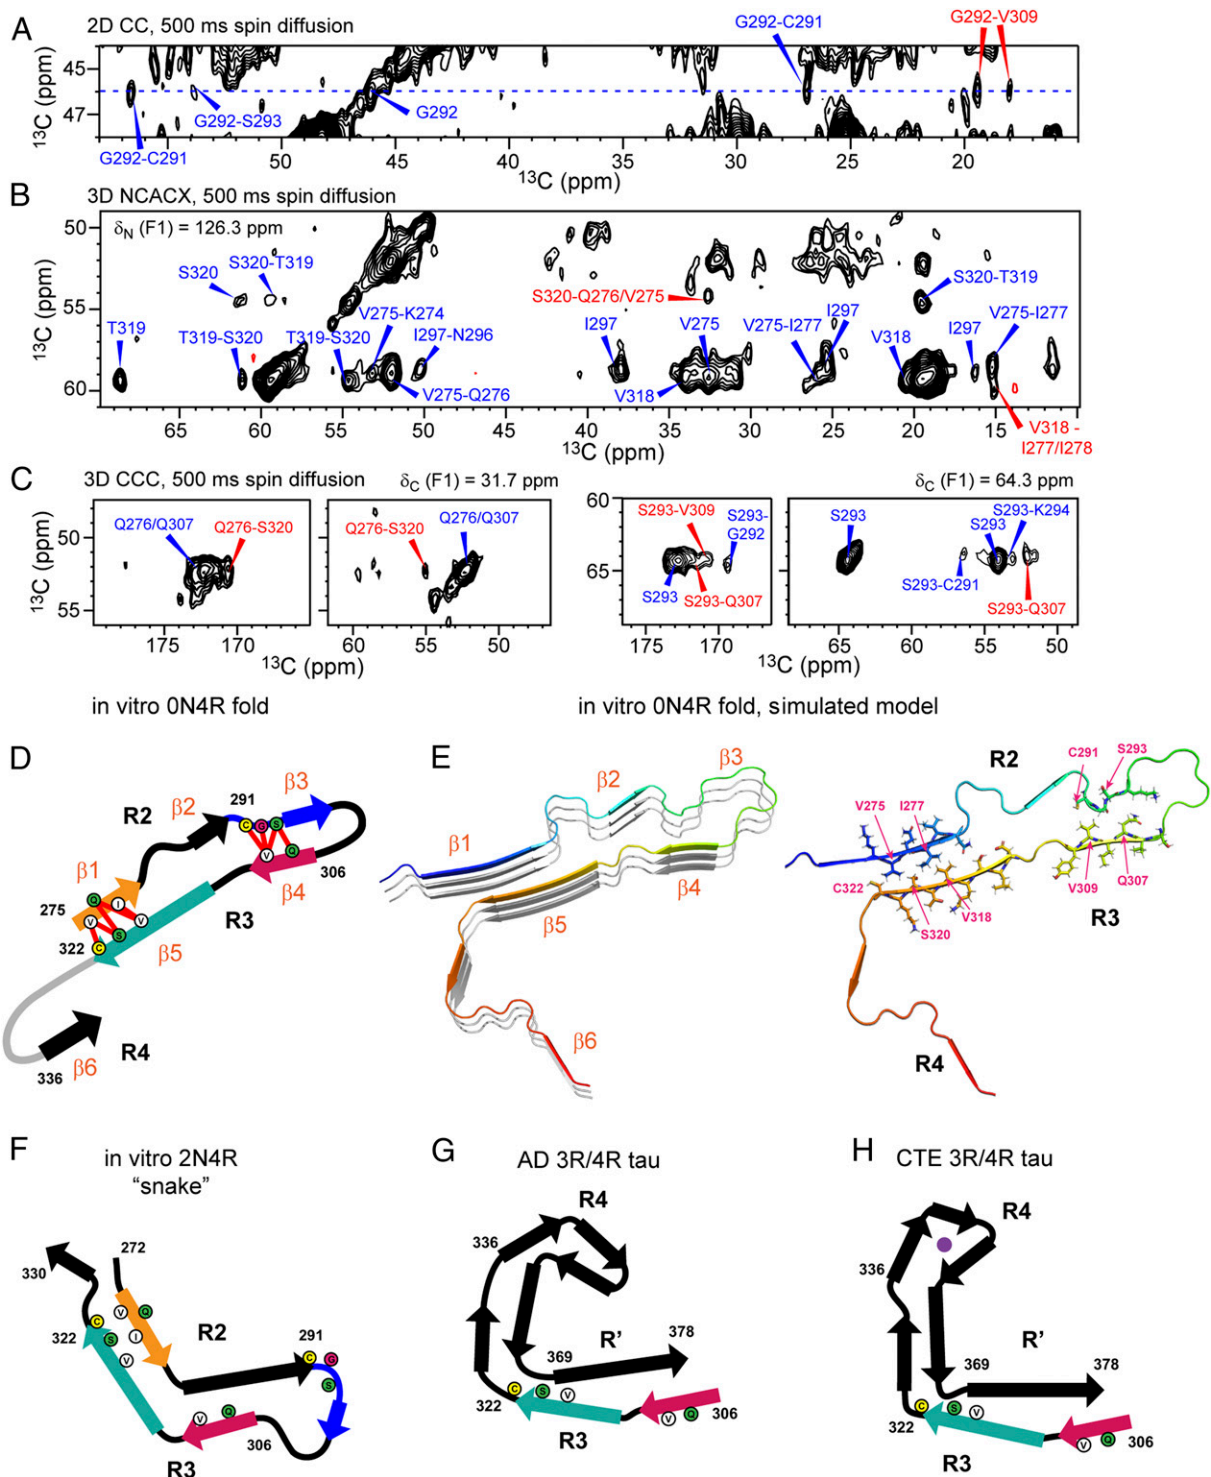 A
2D CC, 500 ms spin diffusion
G292-C291
G292-V309
45
47
13C (ppm)
G292-S293
G292
G292-C291
50
45
40
35
30
25
20
13C (ppm)
B
3D NCACX, 500 ms spin diffusion
δN (F1) = 126.3 ppm
50
55
60
13C (ppm)
S320
S320-T319
S320-Q276/V275
S320-T319
T319
T319-S320
T319-S320
V275-K274
I297-N296
V275-Q276
I297
V318
V275
V275-I277
I297
V318
I297
V275-I277
V318 -
I277/I278
65
60
55
50
45
40
35
30
25
20
15
13C (ppm)
C
3D CCC, 500 ms spin diffusion
δC (F1) = 31.7 ppm
δC (F1) = 64.3 ppm
50
55
13C (ppm)
Q276/Q307
Q276-S320
Q276-S320
Q276/Q307
175
170
60
55
50
13C (ppm)
60
65
S293-V309
S293-
G292
S293
S293-Q307
S293
S293
S293-K294
S293-C291
S293-Q307
175
170
65
60
55
50
13C (ppm)
in vitro 0N4R fold
in vitro 0N4R fold, simulated model
D
β3
291
β2
R2
C
G
S
V
Q
306
β1
β4
275
Q
I
V
V
S
C
322
R3
β5
R4
336
β6
E
β3
β2
β1
β4
β5
β6
R2
C291
S293
V275
I277
C322
V309
Q307
V318
S320
R3
R4
F
in vitro 2N4R
“snake”
272
330
C
V
Q
S
I
V
322
R2
291
C
G
S
V
Q
306
R3
G
AD 3R/4R tau
R4
336
R'
378
369
C
S
V
322
V
Q
306
R3
H
CTE 3R/4R tau
R4
336
R'
369
378
C
S
V
322
V
Q
306
R3